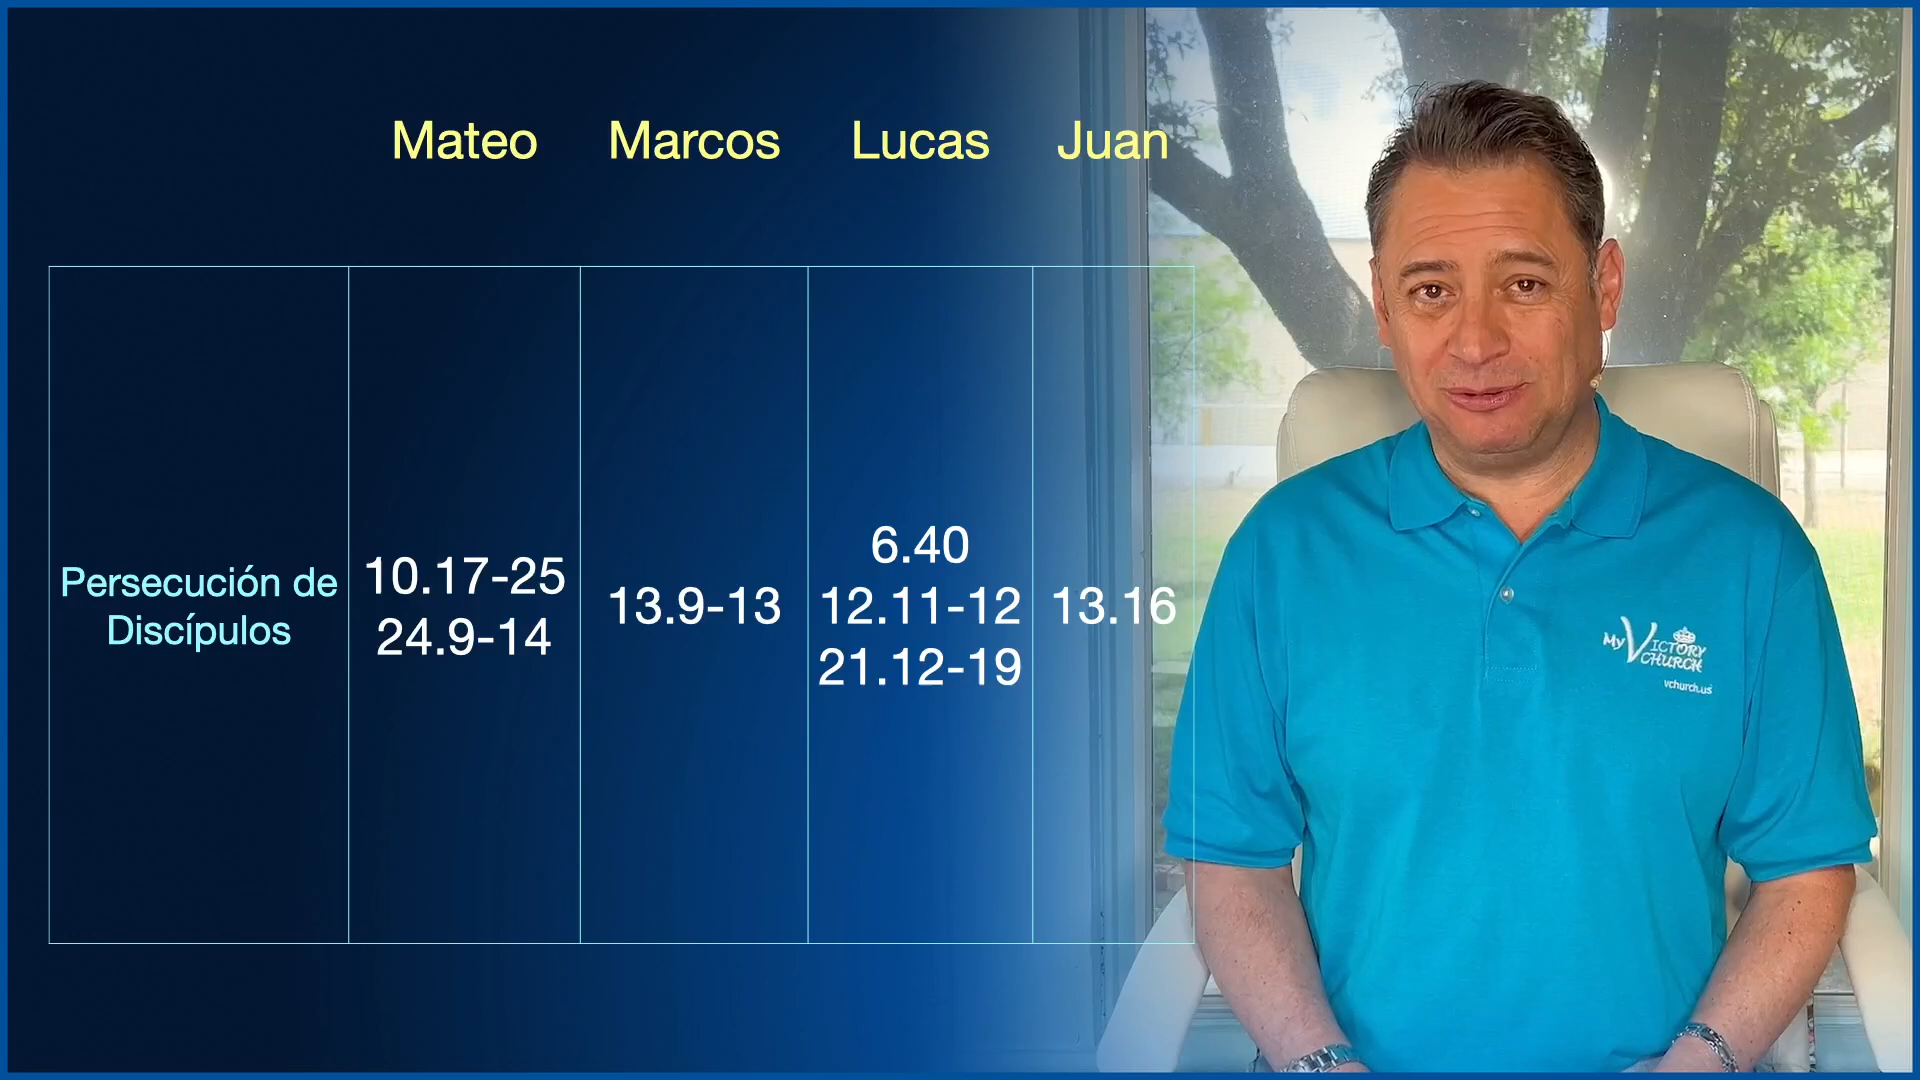 Mateo Marcos Lucas Juan
Persecución de
Discípulos
10.17-25
24.9-14
13.9-13
6.40
12.11-12
21.12-19
13.16
My VICTORY
CHURCH
vchurch.us